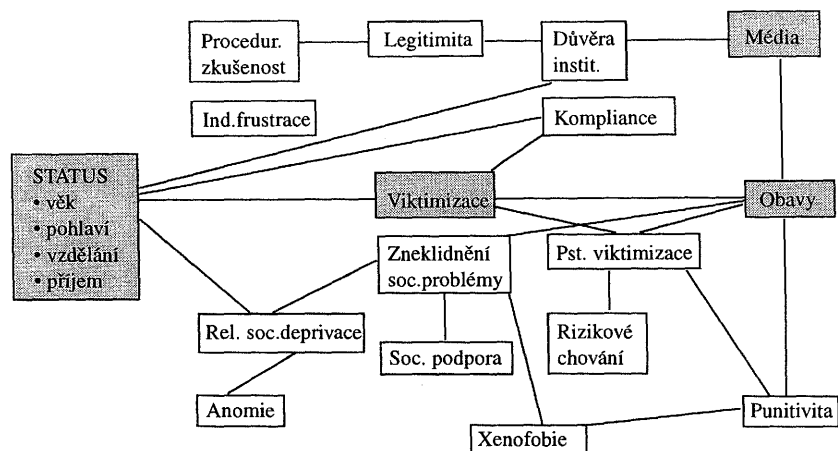 Procedur.
zkušenost
Legitimita
Důvěra
instit.
Média
Ind.frustrace
Kompliance
STATUS
• věk
• pohlaví
• vzdělání
• příjem
Viktimizace
Obavy
Zneklidnění
soc.problémy
Pst. viktimizace
Rel. soc.deprivace
Soc. podpora
Rizikové
chování
Anomie
Xenofobie
Punitivita